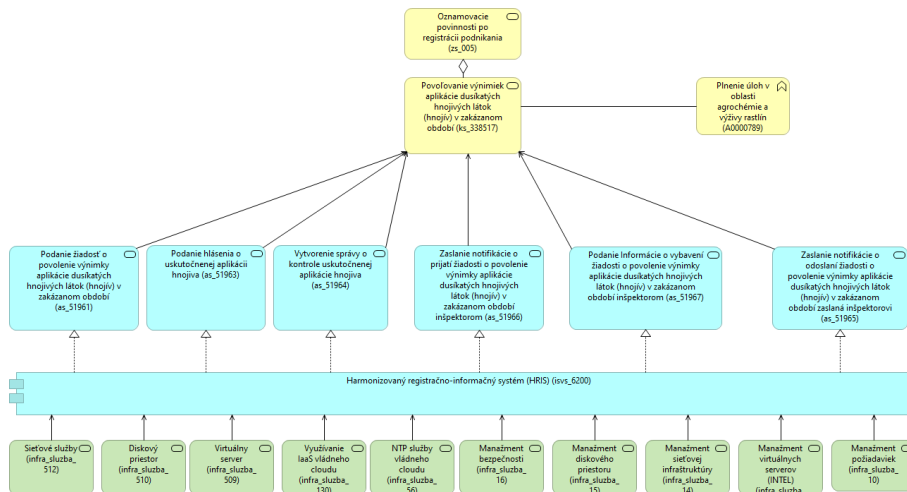 Oznamovacie
povinnosti po
registrácii podnikania
(zs_005)
Povoľovanie výnimiek
aplikácie dusíkatých
hnojivých látok
(hnojív) v zakázanom
období (ks_338517)
Plnenie úloh v
oblasti
agrochémie a
výživy rastlín
(A0000789)
Podanie žiadosť o
povolenie výnimky
aplikácie dusíkatých
hnojivých látok (hnojív) v
zakázanom období
(as_51961)
Podanie hlásenia o
uskutočnenej aplikácii
hnojiva (as_51963)
Vytvorenie správy o
kontrole uskutočnenej
aplikácie hnojiva
(as_51964)
Zaslanie notifikácie o
prijatí žiadosti o povolenie
výnimky aplikácie
dusíkatých hnojivých
látok (hnojív) v
zakázanom období
inšpektorom (as_51966)
Podanie Informácie o vybavení
žiadosti o povolenie výnimky
aplikácie dusíkatých hnojivých
látok (hnojív) v zakázanom
období inšpektorom (as_51967)
Zaslanie notifikácie o
odoslaní žiadosti o
povolenie výnimky aplikácie
dusíkatých hnojivých látok
(hnojív) v zakázanom
období zaslaná inšpektorovi
(as_51965)
Harmonizovaný registračno-informačný systém (HRIS) (isvs_6200)
Sieťové služby
(infra_sluzba_
512)
Diskový
priestor
(infra_sluzba_
510)
Virtuálny
server
(infra_sluzba_
509)
Využívanie
IaaS vládneho
cloudu
(infra_sluzba_
130)
NTP služby
vládneho
cloudu
(infra_sluzba_
56)
Manažment
bezpečnosti
(infra_sluzba_
16)
Manažment
diskového
priestoru
(infra_sluzba_
15)
Manažment
sieťovej
infraštruktúry
(infra_sluzba_
14)
Manažment
virtuálnych
serverov
(INTEL)
(infra_sluzba_
Manažment
požiadaviek
(infra_sluzba_
10)